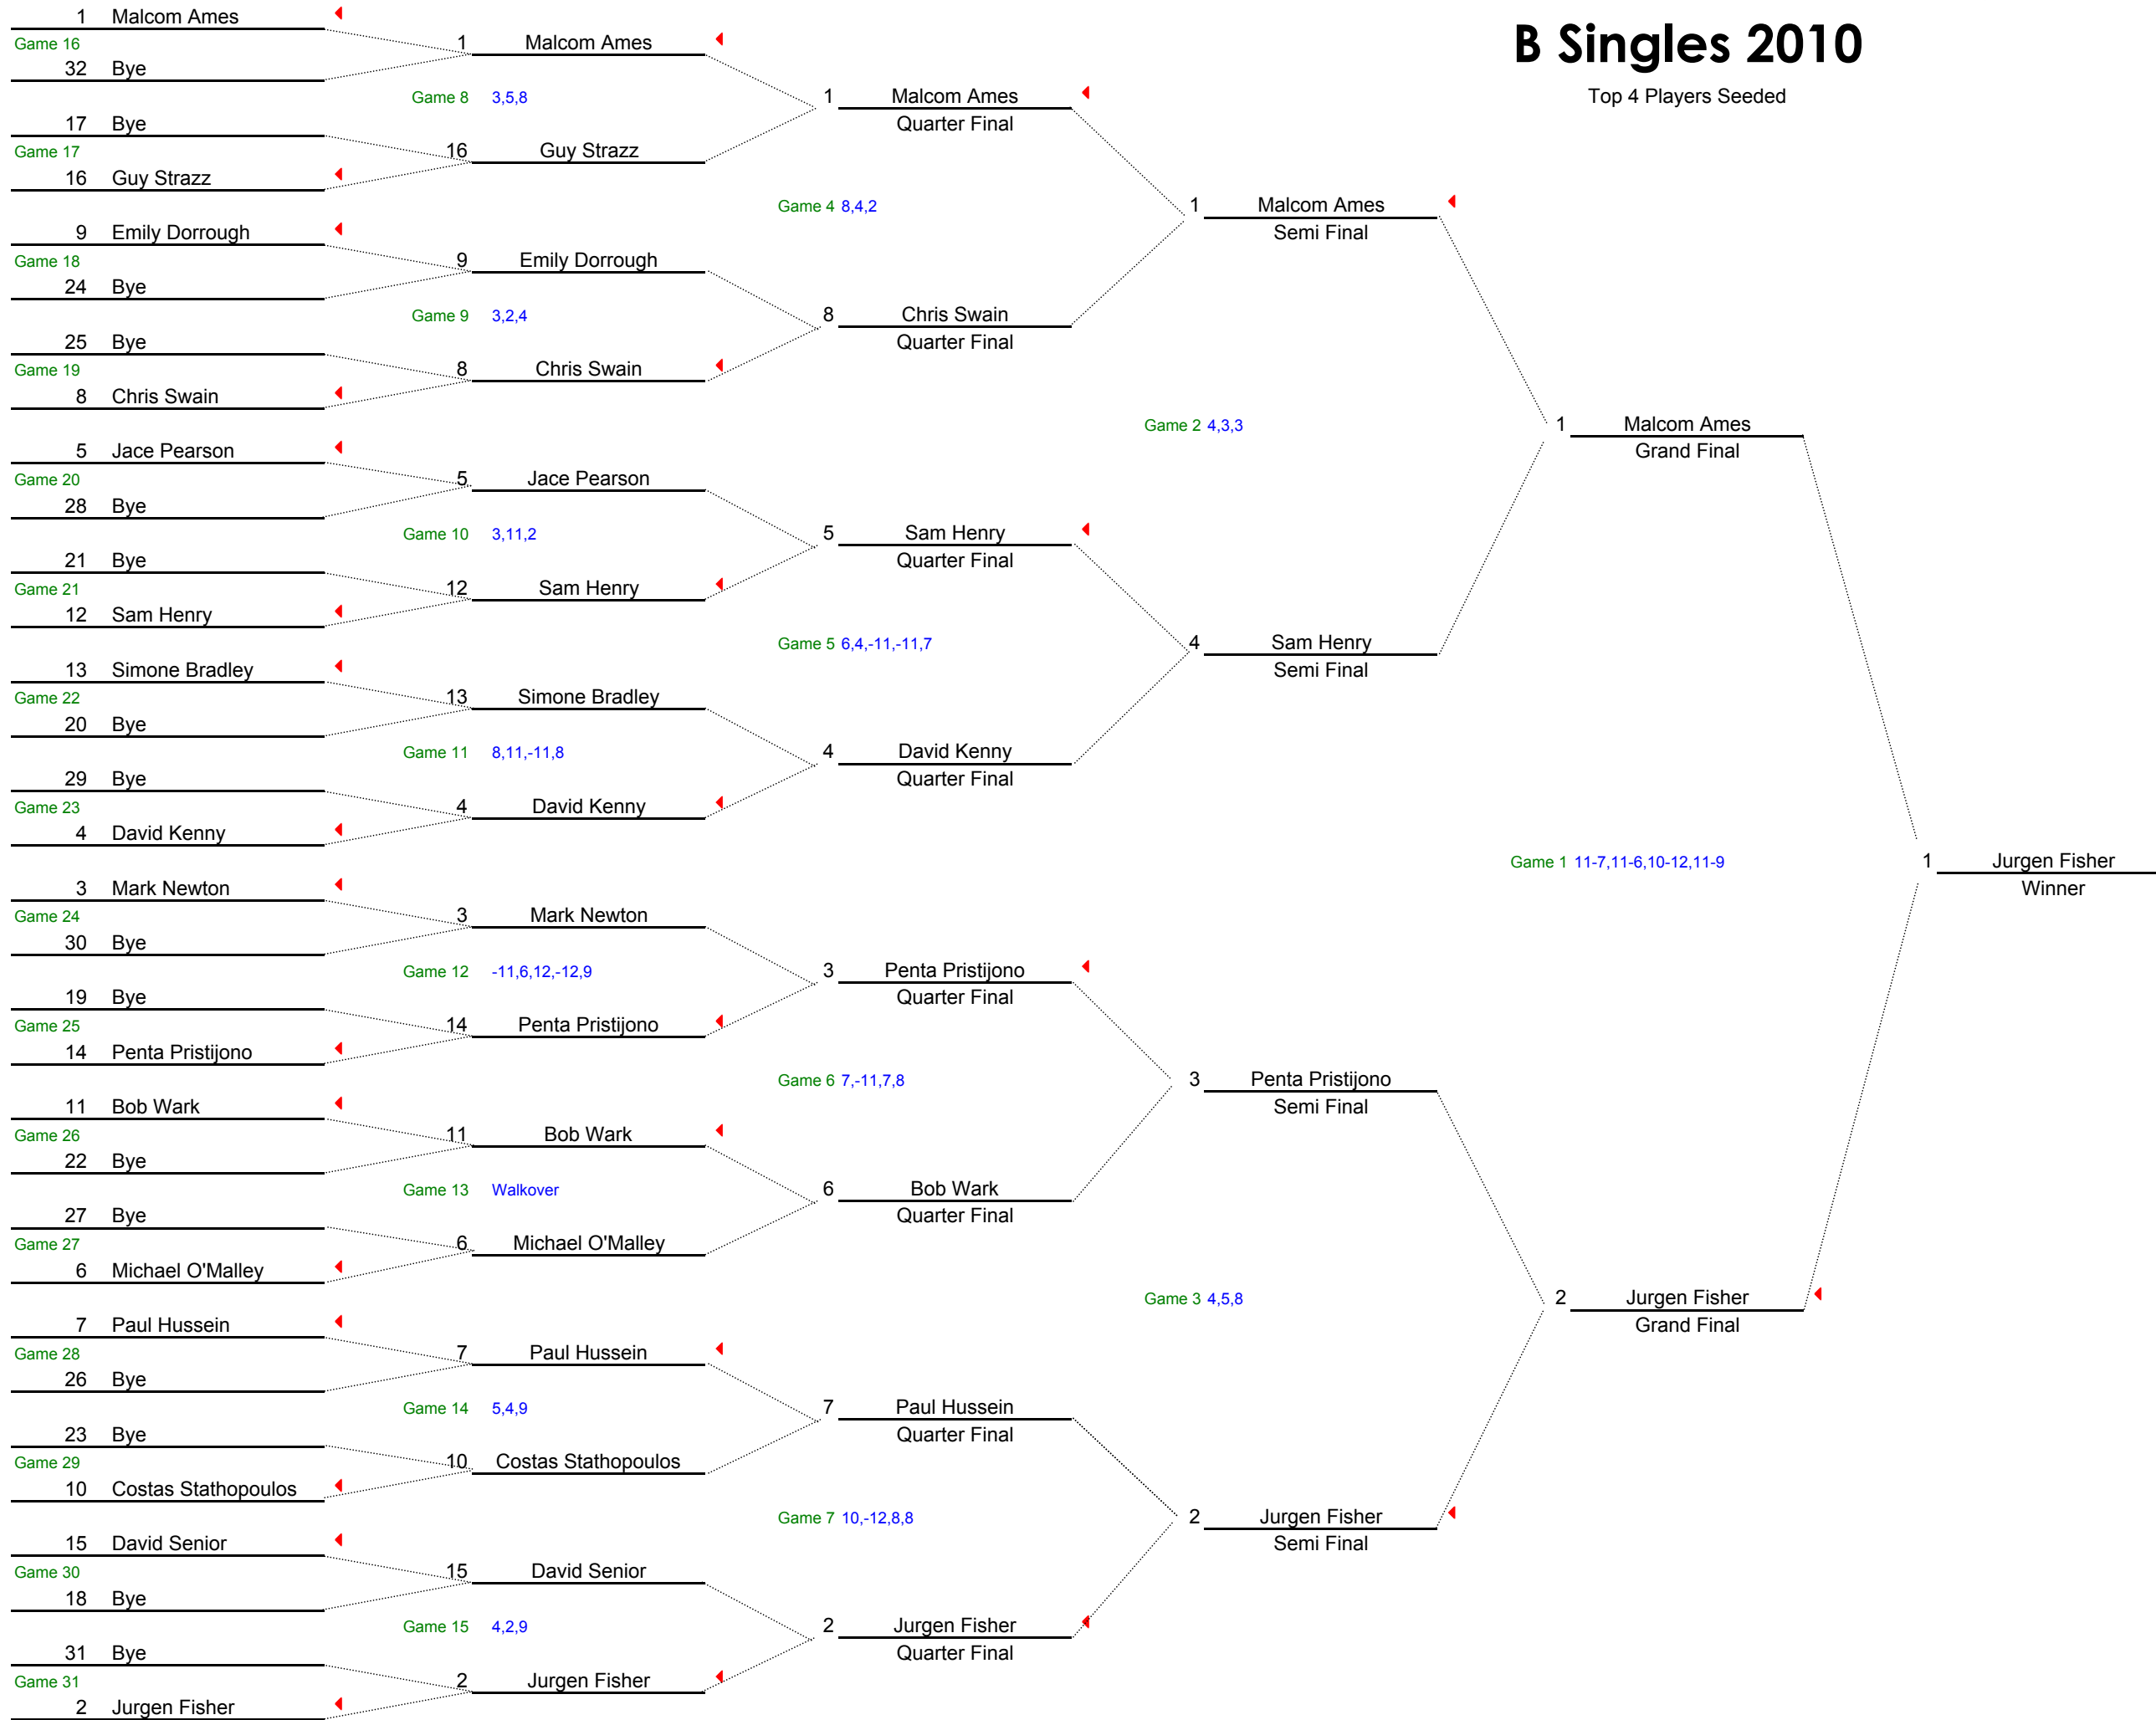 B Singles 2010
Top 4 Players Seeded
1 Malcom Ames
Game 16
32 Bye
17 Bye
Game 17
16 Guy Strazz
9 Emily Dorrough
Game 18
24 Bye
25 Bye
Game 19
8 Chris Swain
5 Jace Pearson
Game 20
28 Bye
21 Bye
Game 21
12 Sam Henry
13 Simone Bradley
Game 22
20 Bye
29 Bye
Game 23
4 David Kenny
3 Mark Newton
Game 24
30 Bye
19 Bye
Game 25
14 Penta Pristijono
11 Bob Wark
Game 26
22 Bye
27 Bye
Game 27
6 Michael O'Malley
7 Paul Hussein
Game 28
26 Bye
23 Bye
Game 29
10 Costas Stathopoulos
15 David Senior
Game 30
18 Bye
31 Bye
Game 31
2 Jurgen Fisher
1 Malcom Ames
Game 8 3,5,8
16 Guy Strazz
9 Emily Dorrough
Game 9 3,2,4
8 Chris Swain
5 Jace Pearson
Game 10 3,11,2
12 Sam Henry
13 Simone Bradley
Game 11 8,11,-11,8
4 David Kenny
3 Mark Newton
Game 12 -11,6,12,-12,9
14 Penta Pristijono
11 Bob Wark
Game 13 Walkover
6 Michael O'Malley
7 Paul Hussein
Game 14 5,4,9
10 Costas Stathopoulos
15 David Senior
Game 15 4,2,9
2 Jurgen Fisher
1 Malcom Ames
Quarter Final
Game 4 8,4,2
8 Chris Swain
Quarter Final
5 Sam Henry
Quarter Final
Game 5 6,4,-11,-11,7
4 David Kenny
Quarter Final
3 Penta Pristijono
Quarter Final
Game 6 7,-11,7,8
6 Bob Wark
Quarter Final
7 Paul Hussein
Quarter Final
Game 7 10,-12,8,8
2 Jurgen Fisher
Quarter Final
1 Malcom Ames
Semi Final
Game 2 4,3,3
4 Sam Henry
Semi Final
3 Penta Pristijono
Semi Final
Game 3 4,5,8
2 Jurgen Fisher
Semi Final
1 Malcom Ames
Grand Final
Game 1 11-7,11-6,10-12,11-9
2 Jurgen Fisher
Grand Final
1 Jurgen Fisher
Winner